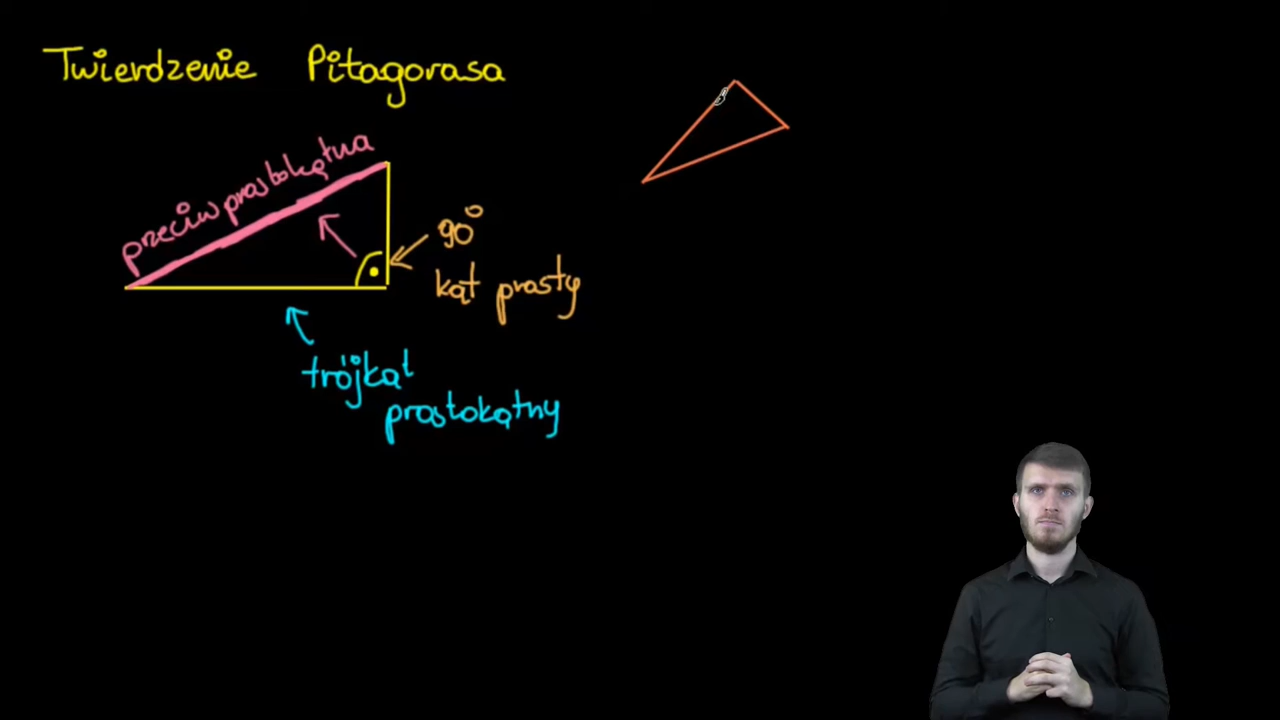 Twierdzenie Pitagorasa
przeciwprostokątna
90°
kąt prosty
trójkąt
prostokątny